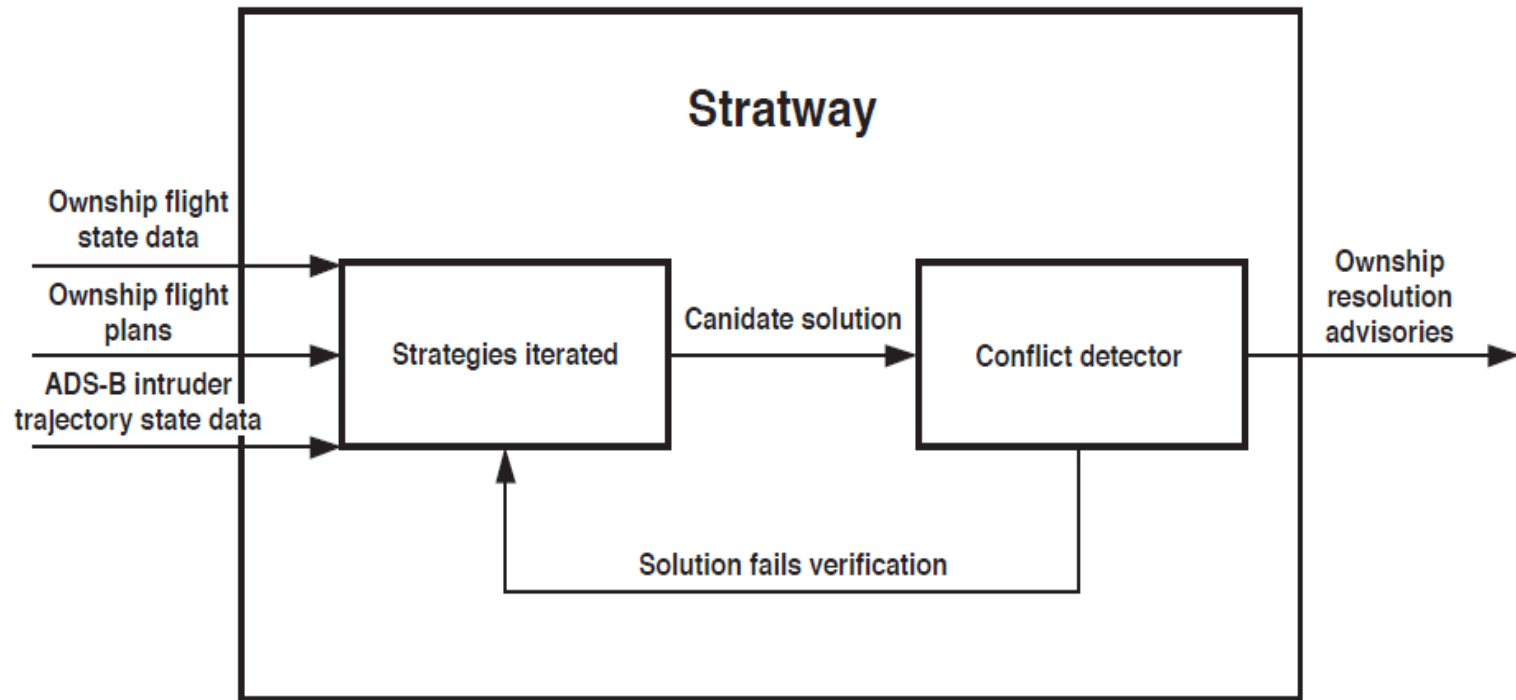 Stratway
Ownship flight
state data
Ownship flight
plans
ADS-B intruder
trajectory state data
Strategies iterated
Canidate solution
Conflict detector
Ownship
resolution
advisories
Solution fails verification